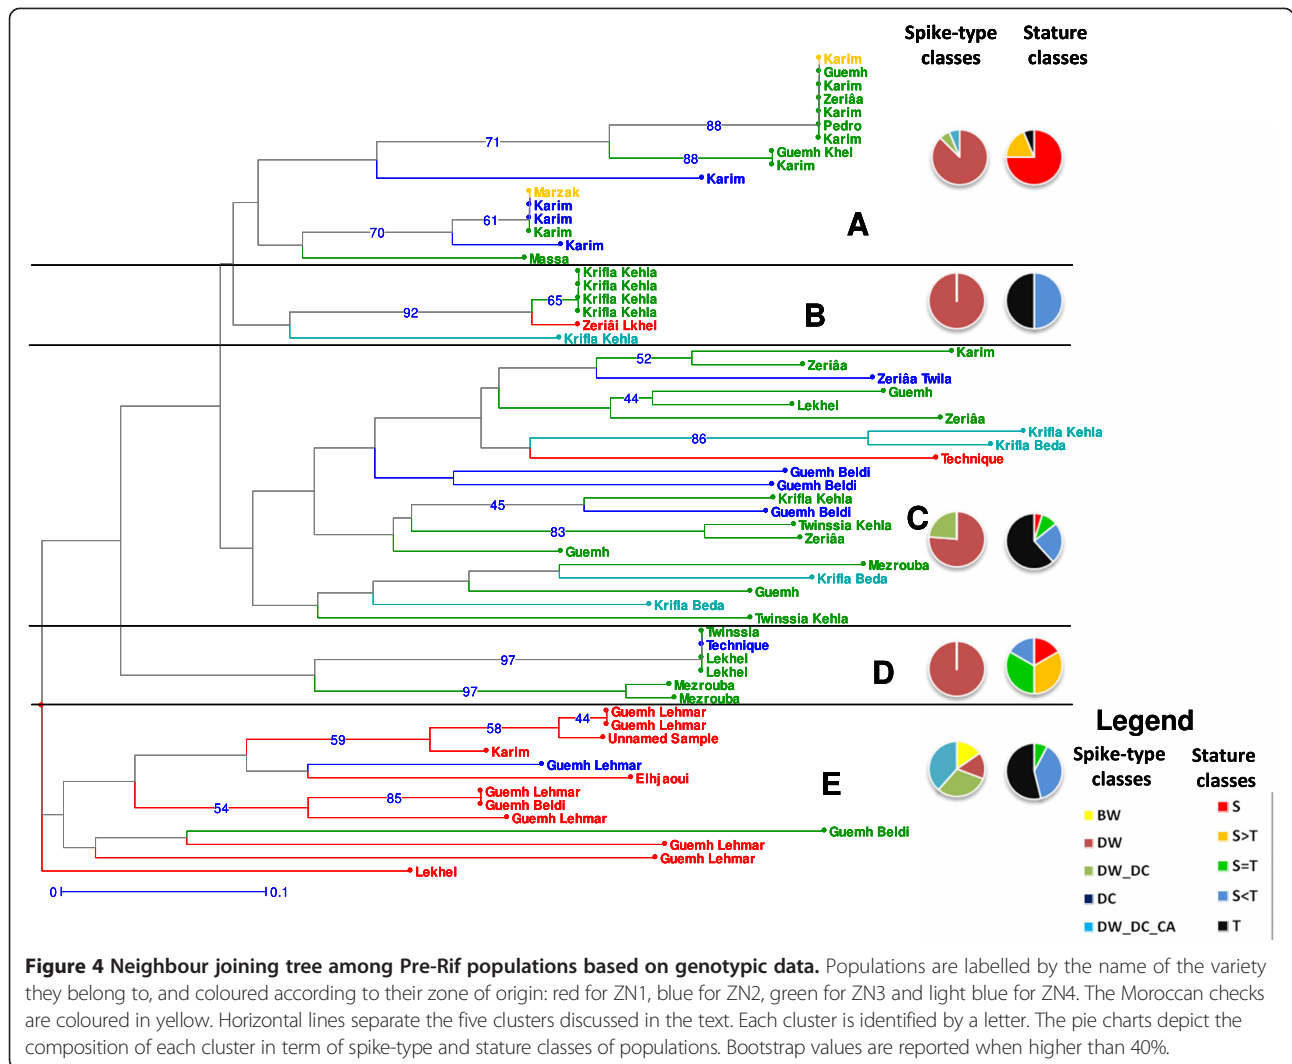 Spike-type classes
Stature classes
Karim
Guemh
Karim
Zeriâa
Karim
88
Pedro
Karim
71
Guemh Khel
88
Karim
Karim
Marzak
Karim
61
Karim
70
Karim
Karim
Massa
A
Krifla Kehla
Krifla Kehla
65
Krifla Kehla
92
Krifla Kehla
Zeriâi Lkhel
Krifla Kehla
B
Karim
52
Zeriâa
Zeriâa Twila
Guemh
44
Lekhel
Zeriâa
Krifla Kehla
86
Krifla Beda
Technique
Guemh Beldi
Guemh Beldi
Krifla Kehla
45
Guemh Beldi
C
Twinssia Kehla
83
Zeriâa
Guemh
Mezrouba
Krifla Beda
Guemh
Krifla Beda
Twinssia Kehla
Twinssia
Technique
97
Lekhel
Lekhel
Mezrouba
97
Mezrouba
D
Guemh Lehmar
44
Guemh Lehmar
58
Unnamed Sample
59
Karim
Guemh Lehmar
Elhjaoui
Guemh Lehmar
85
Guemh Beldi
54
Guemh Lehmar
Guemh Beldi
Guemh Lehmar
Guemh Lehmar
Lekhel
E
0 0.1
Legend
Spike-type classes
BW
DW
DW_DC
DC
DW_DC_CA
Stature classes
S
S>T
S=T
S<T
T
Figure 4 Neighbour joining tree among Pre-Rif populations based on genotypic data. Populations are labelled by the name of the variety
they belong to, and coloured according to their zone of origin: red for ZN1, blue for ZN2, green for ZN3 and light blue for ZN4. The Moroccan checks
are coloured in yellow. Horizontal lines separate the five clusters discussed in the text. Each cluster is identified by a letter. The pie charts depict the
composition of each cluster in term of spike-type and stature classes of populations. Bootstrap values are reported when higher than 40%.